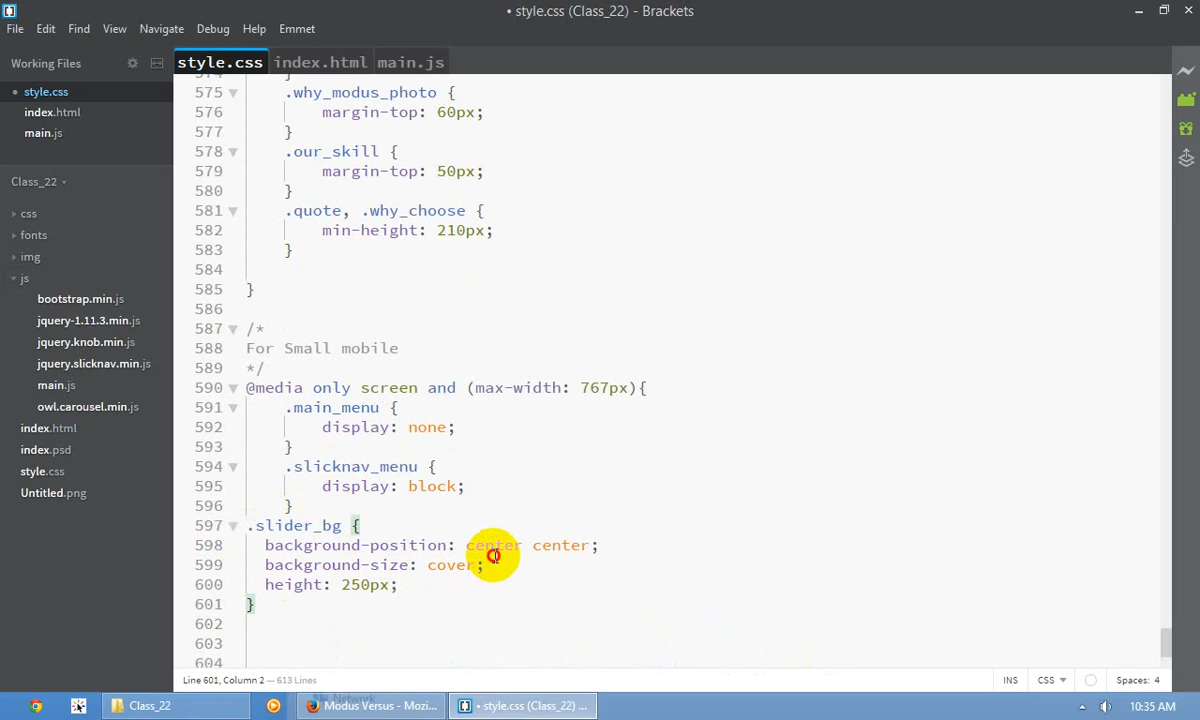 • style.css (Class_22) - Brackets
File Edit Find View Navigate Debug Help Emmet
Working Files
style.css index.html main.js
• style.css
index.html
main.js
Class_22
css
fonts
img
js
bootstrap.min.js
jquery-1.11.3.min.js
jquery.knob.min.js
jquery.slicknav.min.js
main.js
owl.carousel.min.js
index.html
index.psd
style.css
Untitled.png
574 }
575 .why_modus_photo {
576 margin-top: 60px;
577 }
578 .our_skill {
579 margin-top: 50px;
580 }
581 .quote, .why_choose {
582 min-height: 210px;
583 }
584
585 }
586
587 /*
588 For Small mobile
589 */
590 @media only screen and (max-width: 767px){
591 .main_menu {
592 display: none;
593 }
594 .slicknav_menu {
595 display: block;
596 }
597 .slider_bg {
598 background-position: center center;
599 background-size: cover;
600 height: 250px;
601 }
602
603
604
Line 601, Column 2 — 613 Lines
INS CSS Spaces: 4
Class_22
Network
Modus Versus - Mozi...
• style.css (Class_22) ...
10:35 AM